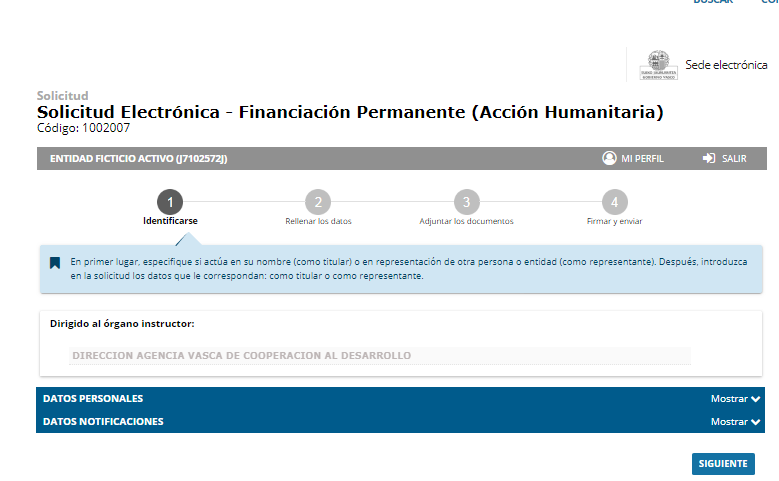 BUSCAR
Sede electrónica
Solicitud
Solicitud Electrónica - Financiación Permanente (Acción Humanitaria)
Código: 1002007
ENTIDAD FICTICIO ACTIVO (J7102572J) MI PERFIL SALIR
1 2 3 4
Identificarse Rellenar los datos Adjuntar los documentos Firmar y enviar
En primer lugar, especifique si actúa en su nombre (como titular) o en representación de otra persona o entidad (como representante). Después, introduzca
en la solicitud los datos que le correspondan: como titular o como representante.
Dirigido al órgano instructor:
DIRECCION AGENCIA VASCA DE COOPERACION AL DESARROLLO
DATOS PERSONALES Mostrar
DATOS NOTIFICACIONES Mostrar
SIGUIENTE